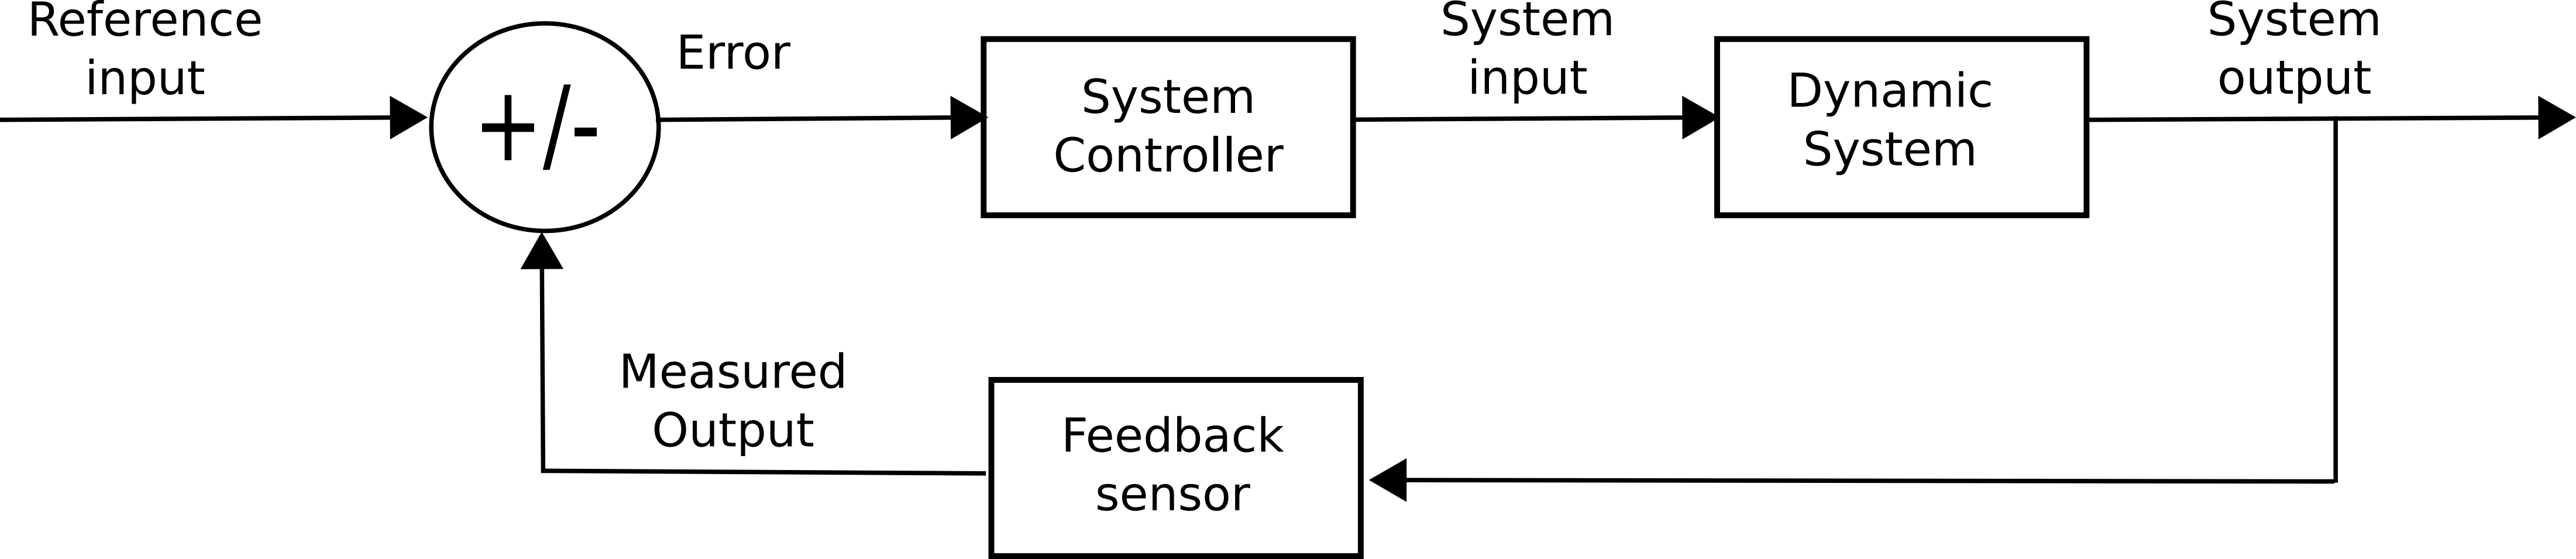 Reference
input
+/-
Error
System
Controller
System
input
Dynamic
System
System
output
Measured
Output
Feedback
sensor